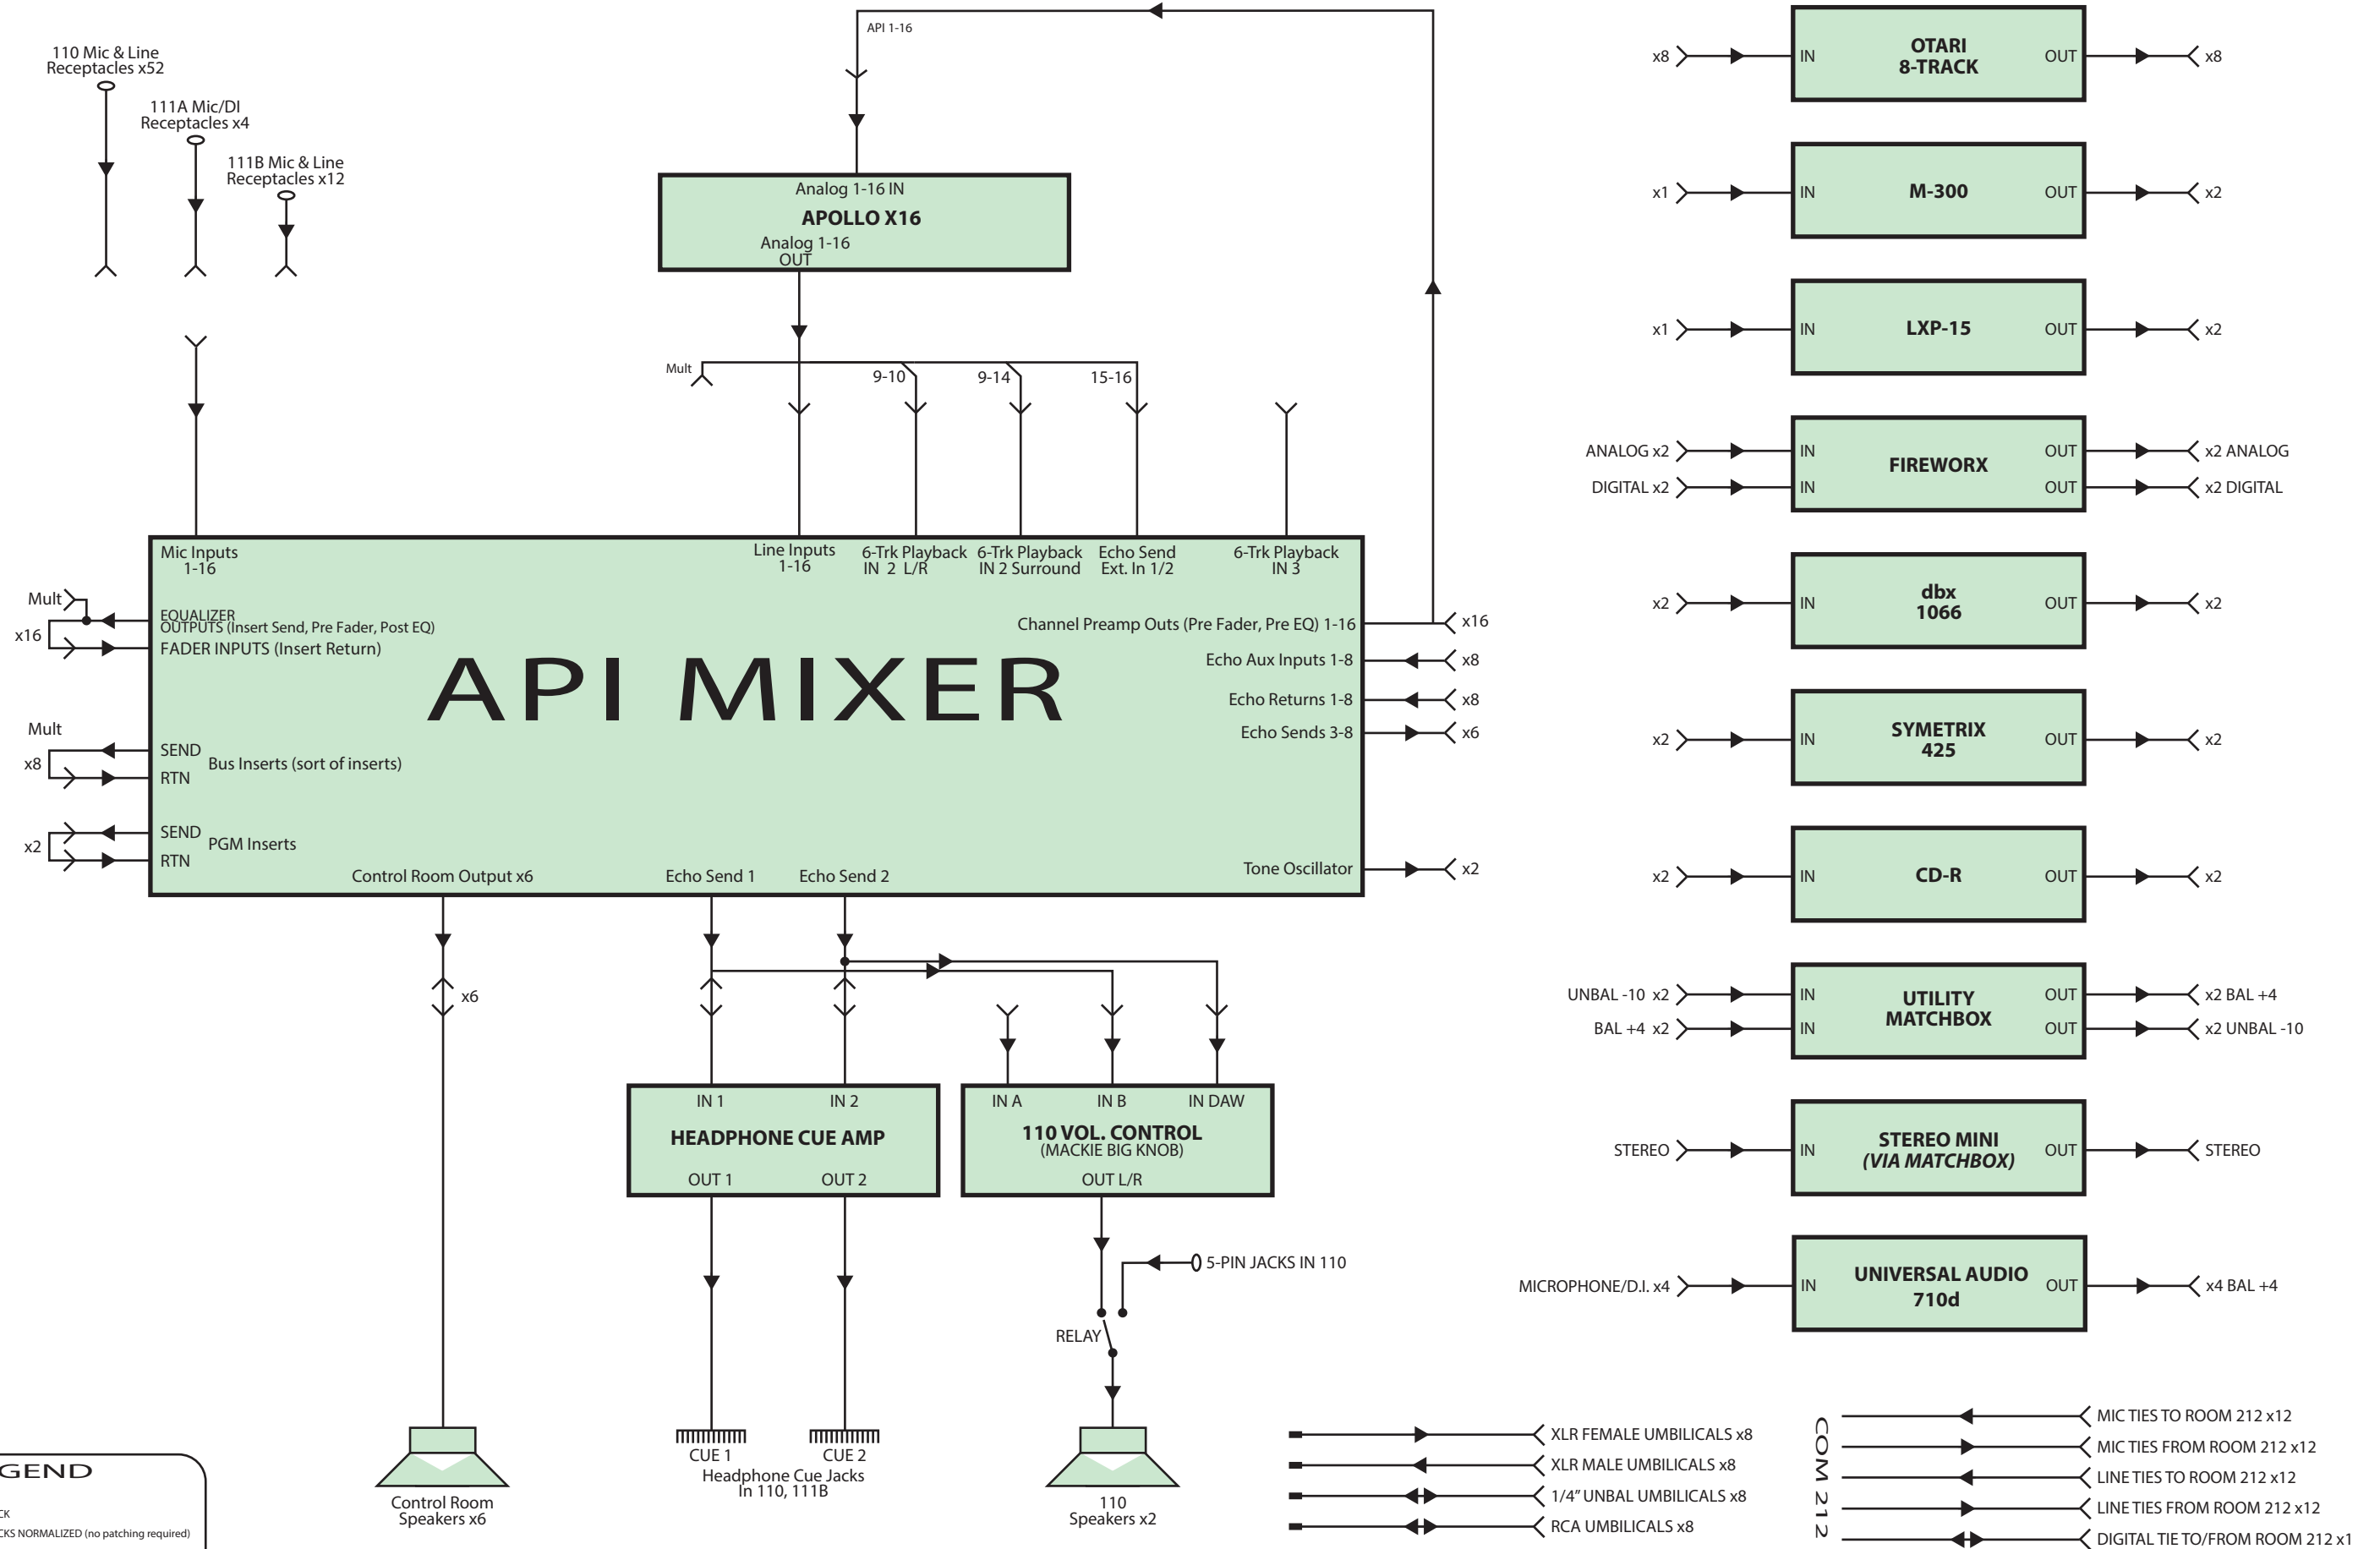 110 Mic & Line
Receptacles x52
111A Mic/DI
Receptacles x4
111B Mic & Line
Receptacles x12
API 1-16
Analog 1-16 IN
APOLLO X16
Analog 1-16
OUT
Mult
9-10
9-14
15-16
Mic Inputs
1-16
Line Inputs
1-16
6-Trk Playback
IN 2 L/R
6-Trk Playback
IN 2 Surround
Echo Send
Ext. In 1/2
6-Trk Playback
IN 3
Mult
x16
EQUALIZER
OUTPUTS (Insert Send, Pre Fader, Post EQ)
FADER INPUTS (Insert Return)
API MIXER
Channel Preamp Outs (Pre Fader, Pre EQ) 1-16
x16
Echo Aux Inputs 1-8
x8
Echo Returns 1-8
x8
Echo Sends 3-8
x6
Mult
x8
SEND
Bus Inserts (sort of inserts)
RTN
x2
SEND
PGM Inserts
RTN
Tone Oscillator
x2
Control Room Output x6
Echo Send 1
Echo Send 2
x6
IN 1
IN 2
HEADPHONE CUE AMP
OUT 1
OUT 2
IN A
IN B
IN DAW
110 VOL. CONTROL
(MACKIE BIG KNOB)
OUT L/R
5-PIN JACKS IN 110
RELAY
Control Room
Speakers x6
CUE 1
CUE 2
Headphone Cue Jacks
In 110, 111B
110
Speakers x2
x8
IN
OTARI
8-TRACK
OUT
x8
x1
IN
M-300
OUT
x2
x1
IN
LXP-15
OUT
x2
ANALOG x2
IN
FIREWORX
OUT
x2 ANALOG
DIGITAL x2
IN
OUT
x2 DIGITAL
x2
IN
dbx
1066
OUT
x2
x2
IN
SYMETRIX
425
OUT
x2
x2
IN
CD-R
OUT
x2
UNBAL -10 x2
IN
UTILITY
MATCHBOX
OUT
x2 BAL +4
BAL +4 x2
IN
OUT
x2 UNBAL -10
STEREO
IN
STEREO MINI
(VIA MATCHBOX)
OUT
STEREO
MICROPHONE/D.I. x4
IN
UNIVERSAL AUDIO
710d
OUT
x4 BAL +4
XLR FEMALE UMBILICALS x8
XLR MALE UMBILICALS x8
1/4” UNBAL UMBILICALS x8
RCA UMBILICALS x8
COM 212
MIC TIES TO ROOM 212 x12
MIC TIES FROM ROOM 212 x12
LINE TIES TO ROOM 212 x12
LINE TIES FROM ROOM 212 x12
DIGITAL TIE TO/FROM ROOM 212 x1
GEND
CK
CKS NORMALIZED (no patching required)